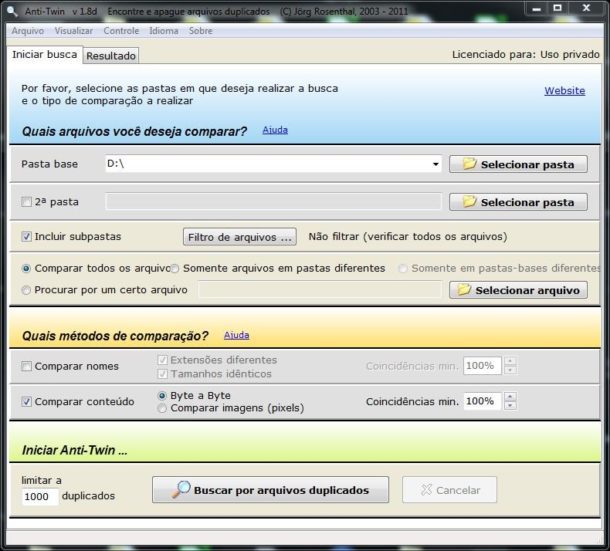 Anti-Twin v 1.8d Encontre e apague arquivos duplicados (C) Jörg Rosenthal, 2003 - 2011
Arquivo Visualizar Controle Idioma Sobre
Iniciar busca Resultado Licenciado para: Uso privado
Por favor, selecione as pastas em que deseja realizar a busca
e o tipo de comparação a realizar
Website
Quais arquivos você deseja comparar? Ajuda
Pasta base D:\ Selecionar pasta
2ª pasta Selecionar pasta
Incluir subpastas Filtro de arquivos ... Não filtrar (verificar todos os arquivos)
Comparar todos os arquivo Somente arquivos em pastas diferentes Somente em pastas-bases diferente
Procurar por um certo arquivo Selecionar arquivo
Quais métodos de comparação? Ajuda
Comparar nomes Extensões diferentes Coincidências min. 100%
Tamanhos idênticos
Comparar conteúdo Byte a Byte Coincidências min. 100%
Comparar imagens (pixels)
Iniciar Anti-Twin ...
limitar a
1000 duplicados Buscar por arquivos duplicados Cancelar